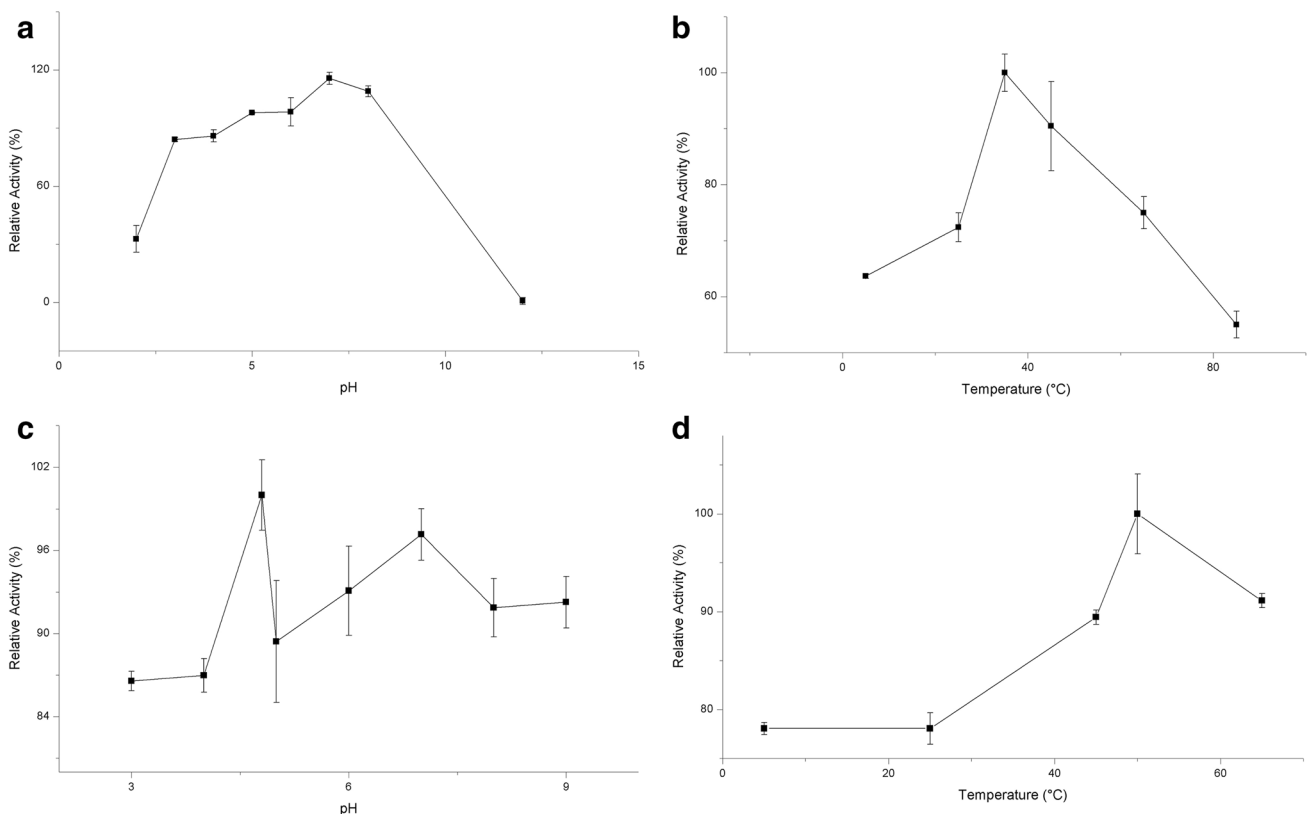 a
120
60
0
Relative Activity (%)
0 5 10 15
pH
b
100
80
60
Relative Activity (%)
0 40 80
Temperature (°C)
c
102
96
90
84
Relative Activity (%)
3 6 9
pH
d
100
90
80
Relative Activity (%)
0 20 40 60
Temperature (°C)